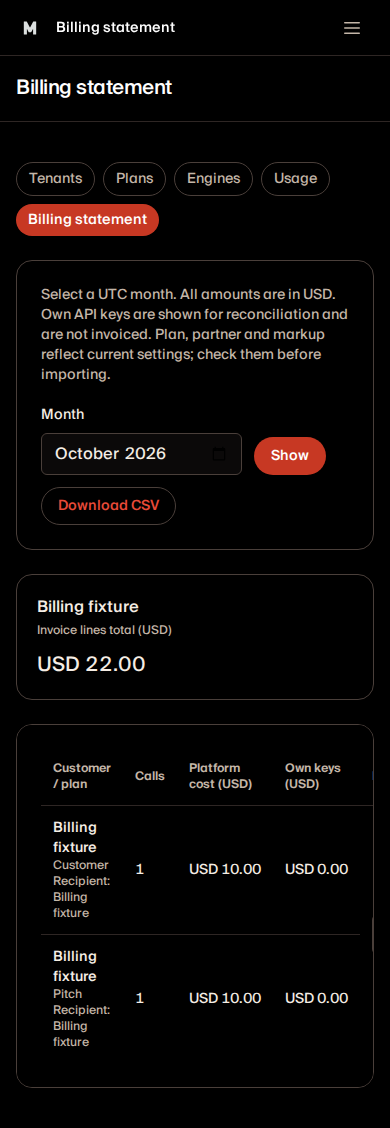 M Billing statement
Billing statement
Tenants Plans Engines Usage
Billing statement
Select a UTC month. All amounts are in USD.
Own API keys are shown for reconciliation and
are not invoiced. Plan, partner and markup
reflect current settings; check them before
importing.
Month
October 2026 Show
Download CSV
Billing fixture
Invoice lines total (USD)
USD 22.00
Customer / plan Calls Platform cost (USD) Own keys (USD)
Billing fixture
Customer
Recipient:
Billing
fixture
1 USD 10.00 USD 0.00
Billing fixture
Pitch
Recipient:
Billing
fixture
1 USD 10.00 USD 0.00